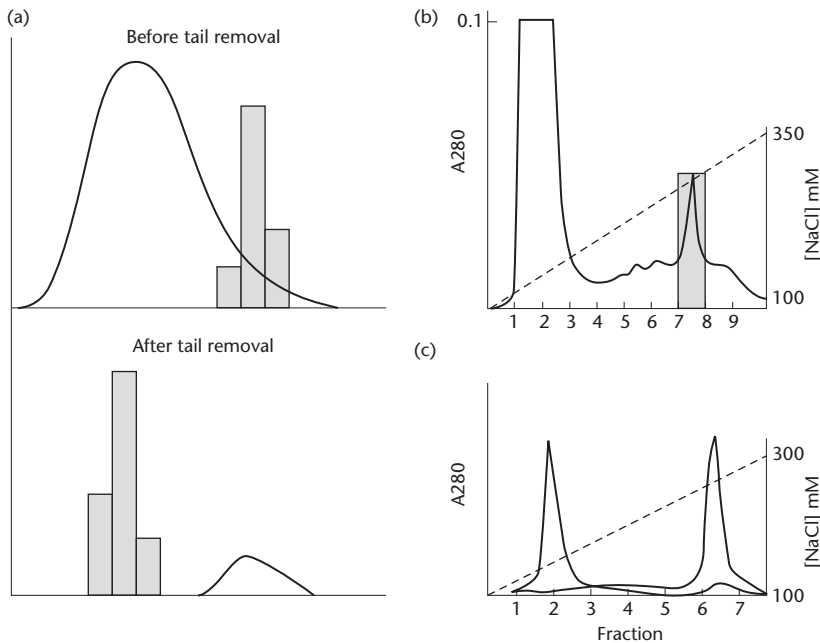 (a)
Before tail removal
After tail removal
(b)
0.1
A280
350
[NaCl] mM
100
1 2 3 4 5 6 7 8 9
(c)
A280
300
[NaCl] mM
100
1 2 3 4 5 6 7
Fraction